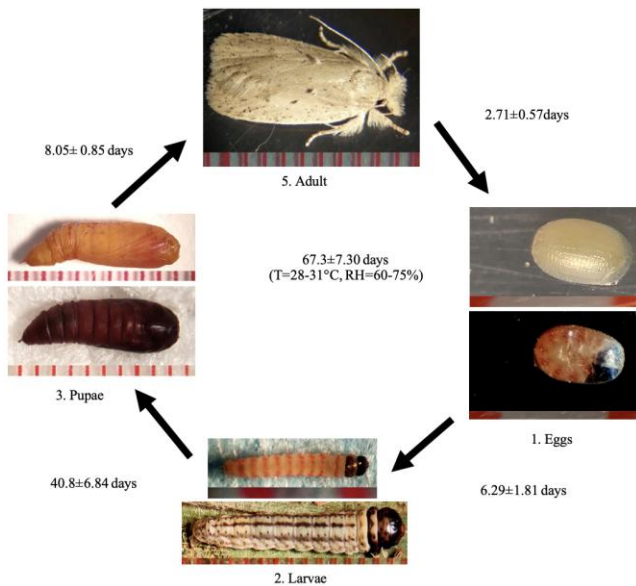 2.71±0.57days
8.05± 0.85 days
5. Adult
67.3±7.30 days
(T=28-31°C, RH=60-75%)
3. Pupae
1. Eggs
40.8±6.84 days
6.29±1.81 days
2. Larvae